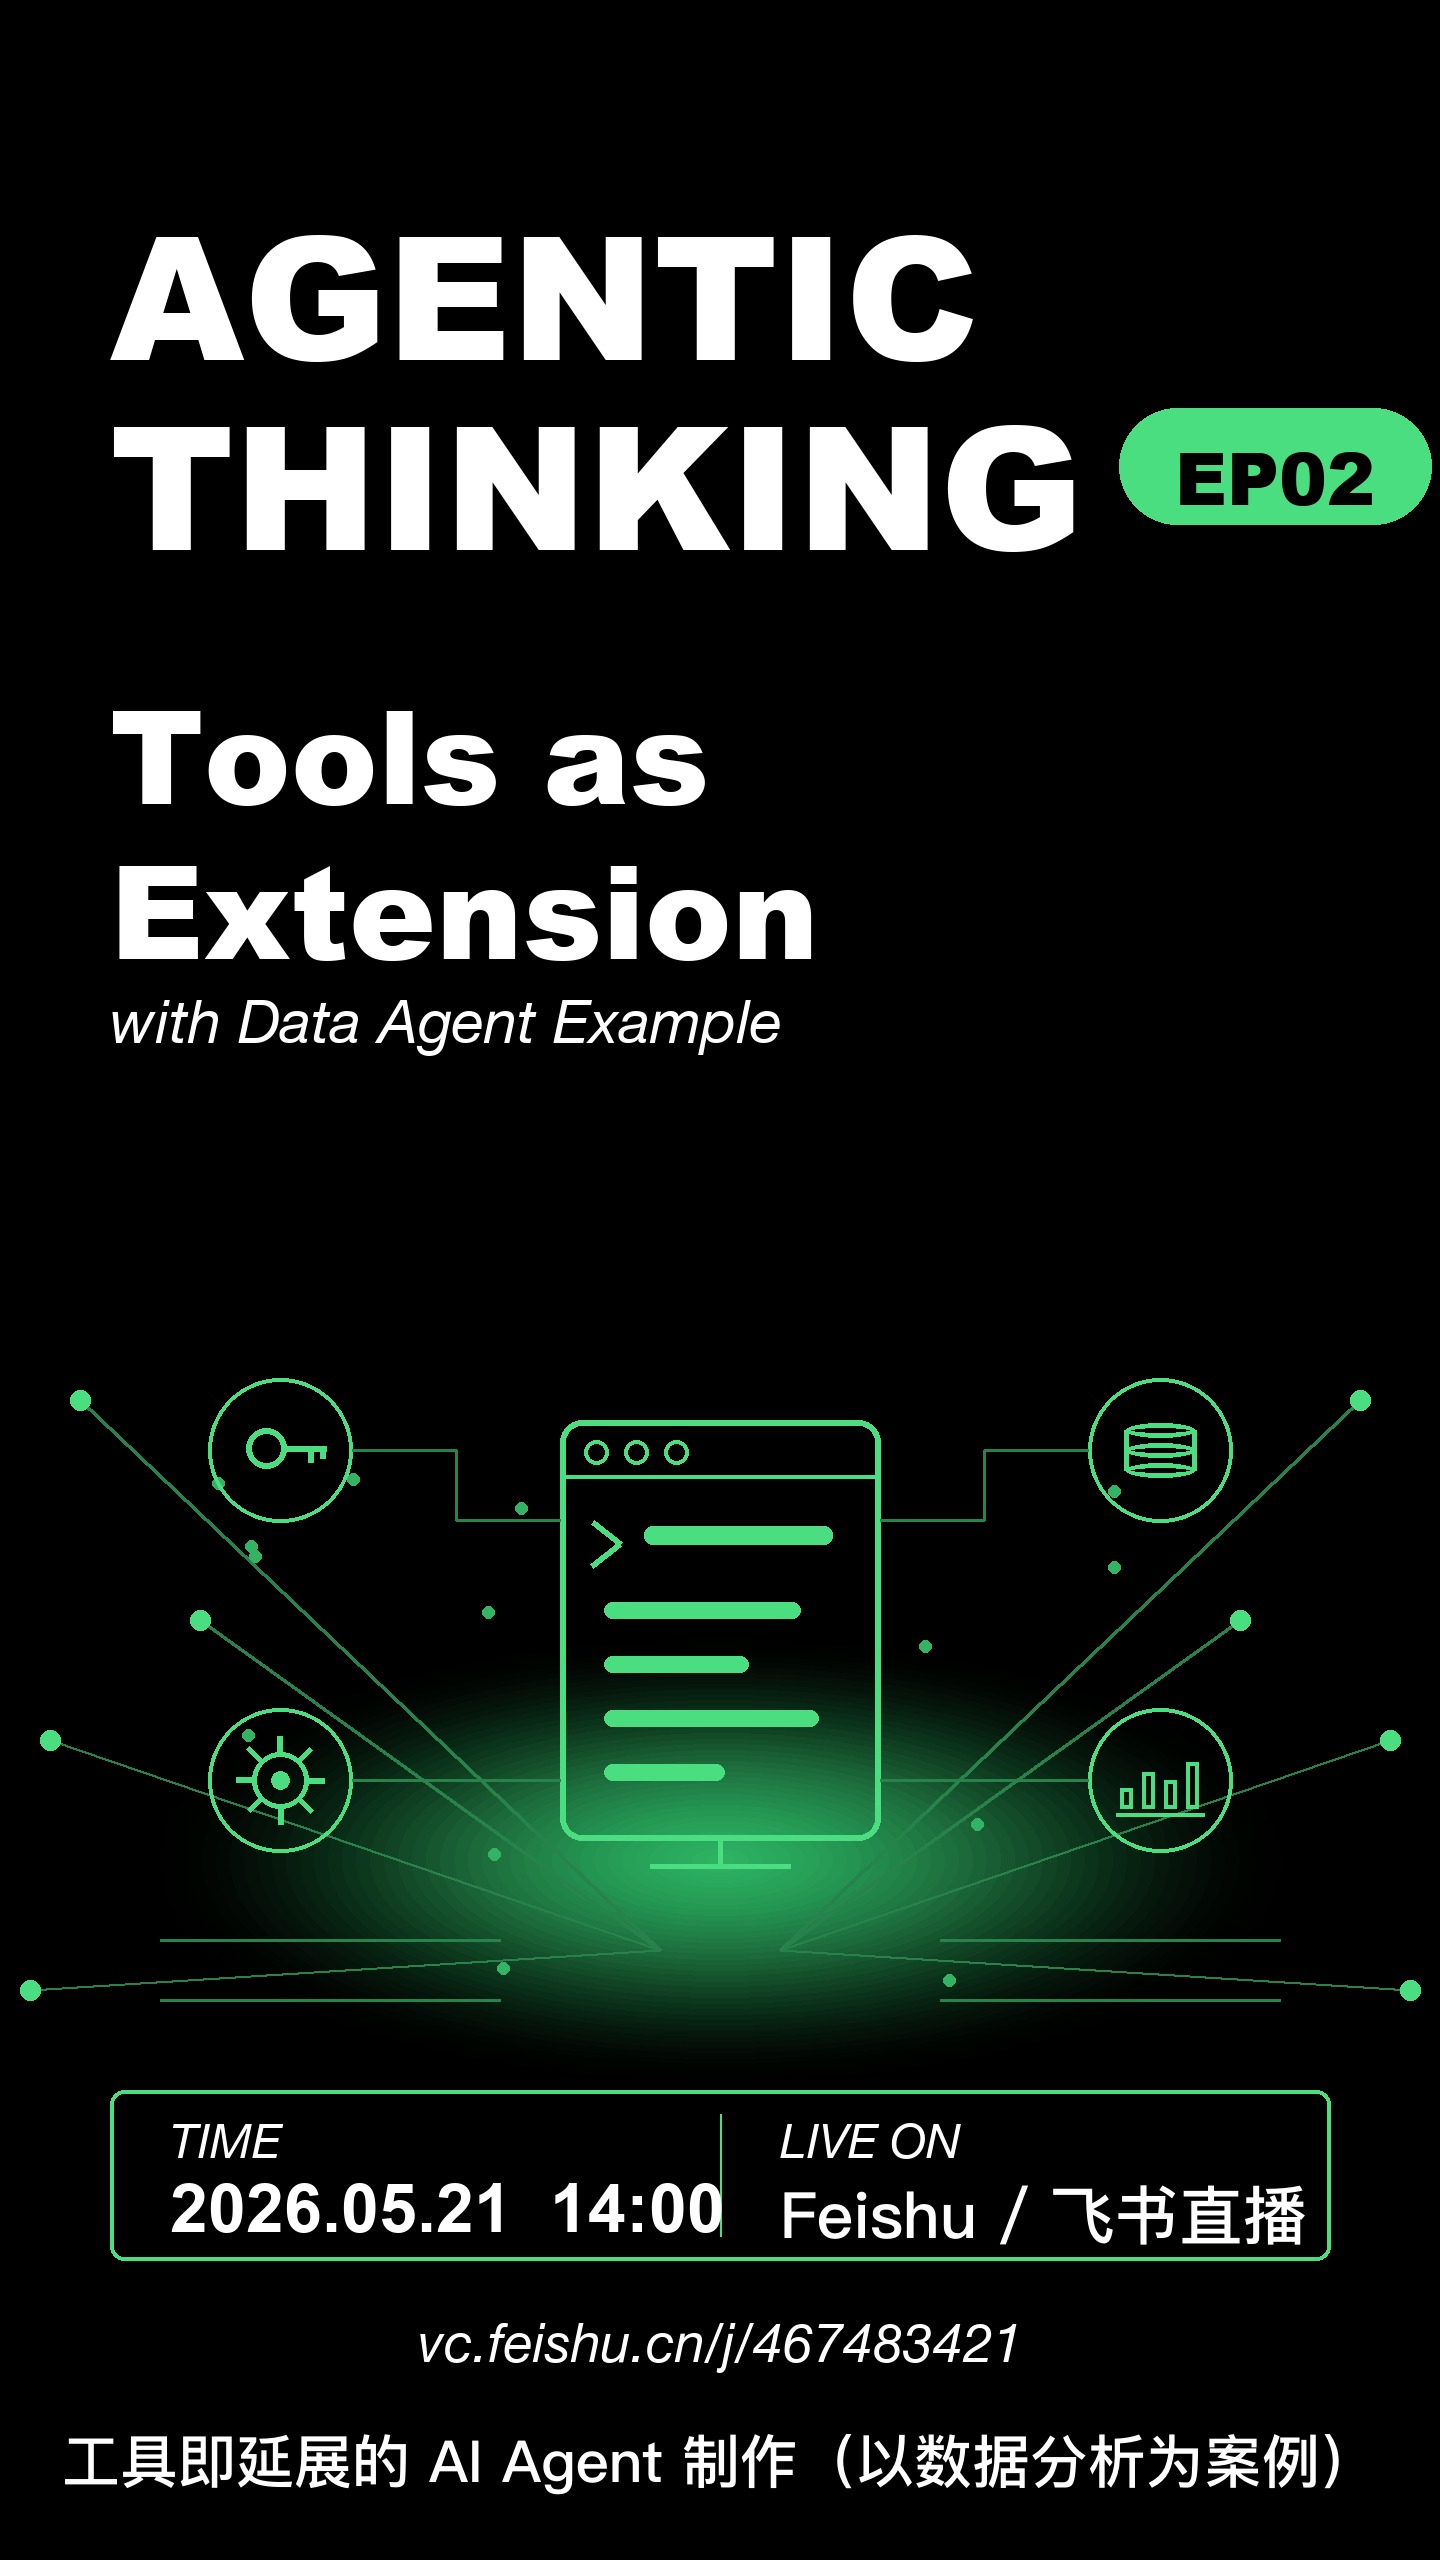 AGENTIC
THINKING EP02
Tools as
Extension
with Data Agent Example
TIME
2026.05.21 14:00
LIVE ON
Feishu / 飞书直播
vc.feishu.cn/j/467483421
工具即延展的 AI Agent 制作（以数据分析为案例）